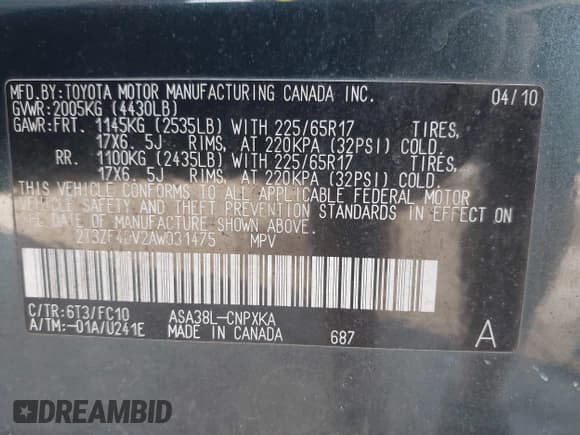 MFD.BY:TOYOTA MOTOR MANUFACTURING CANADA INC. 04/10
GVWR:2005KG (4430LB)
GAWR:FRT. 1145KG (2535LB) WITH 225/65R17 TIRES,
17X6.5J RIMS, AT 220KPA (32PSI) COLD.
RR. 1100KG (2435LB) WITH 225/65R17 TIRES,
17X6.5J RIMS, AT 220KPA (32PSI) COLD.
THIS VEHICLE CONFORMS TO ALL APPLICABLE FEDERAL MOTOR
VEHICLE SAFETY AND THEFT PREVENTION STANDARDS IN EFFECT ON
THE DATE OF MANUFACTURE SHOWN ABOVE.
MPV
C/TR:6T3/FC10 ASA38L-CNPXKA
A/TM:-01A/U241E MADE IN CANADA 687 A
DREAMBID